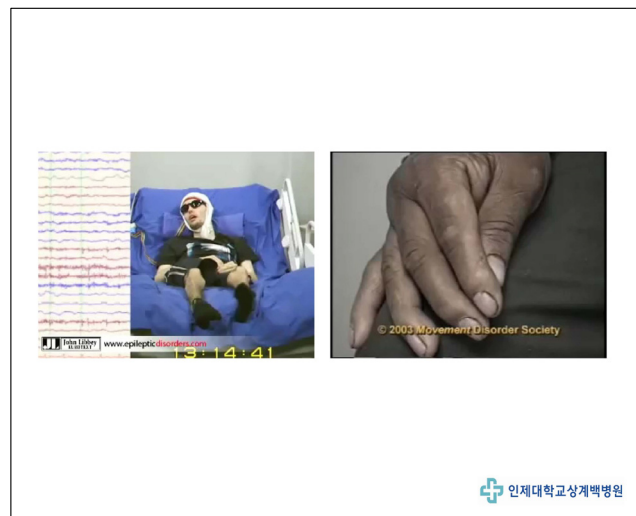 John Libbey
EUROTEXT
www.epilepticdisorders.com
13:14:41
© 2003 Movement Disorder Society
인제대학교상계백병원